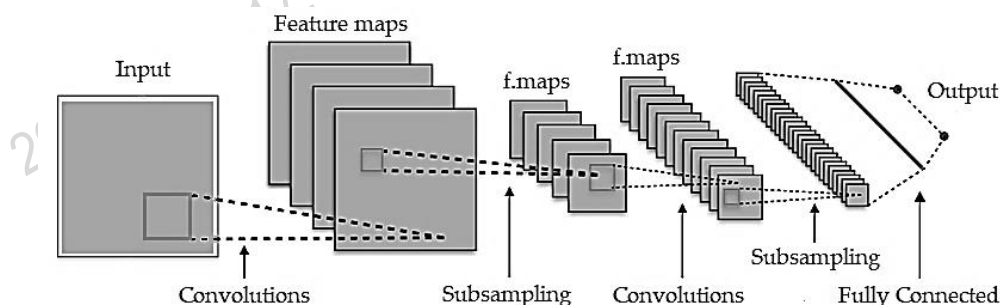 Feature maps
Input
f.maps
f.maps
Output
Convolutions
Subsampling
Convolutions
Subsampling
Fully Connected